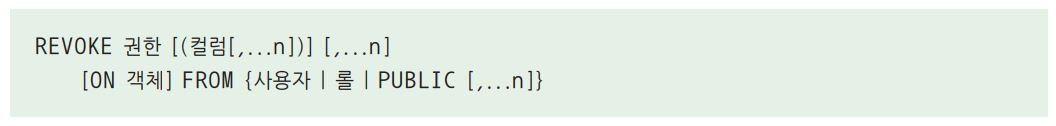 REVOKE 권한 [(컬럼[,...n])] [,...n]
[ON 객체] FROM {사용자 | 롤 | PUBLIC [,...n]}